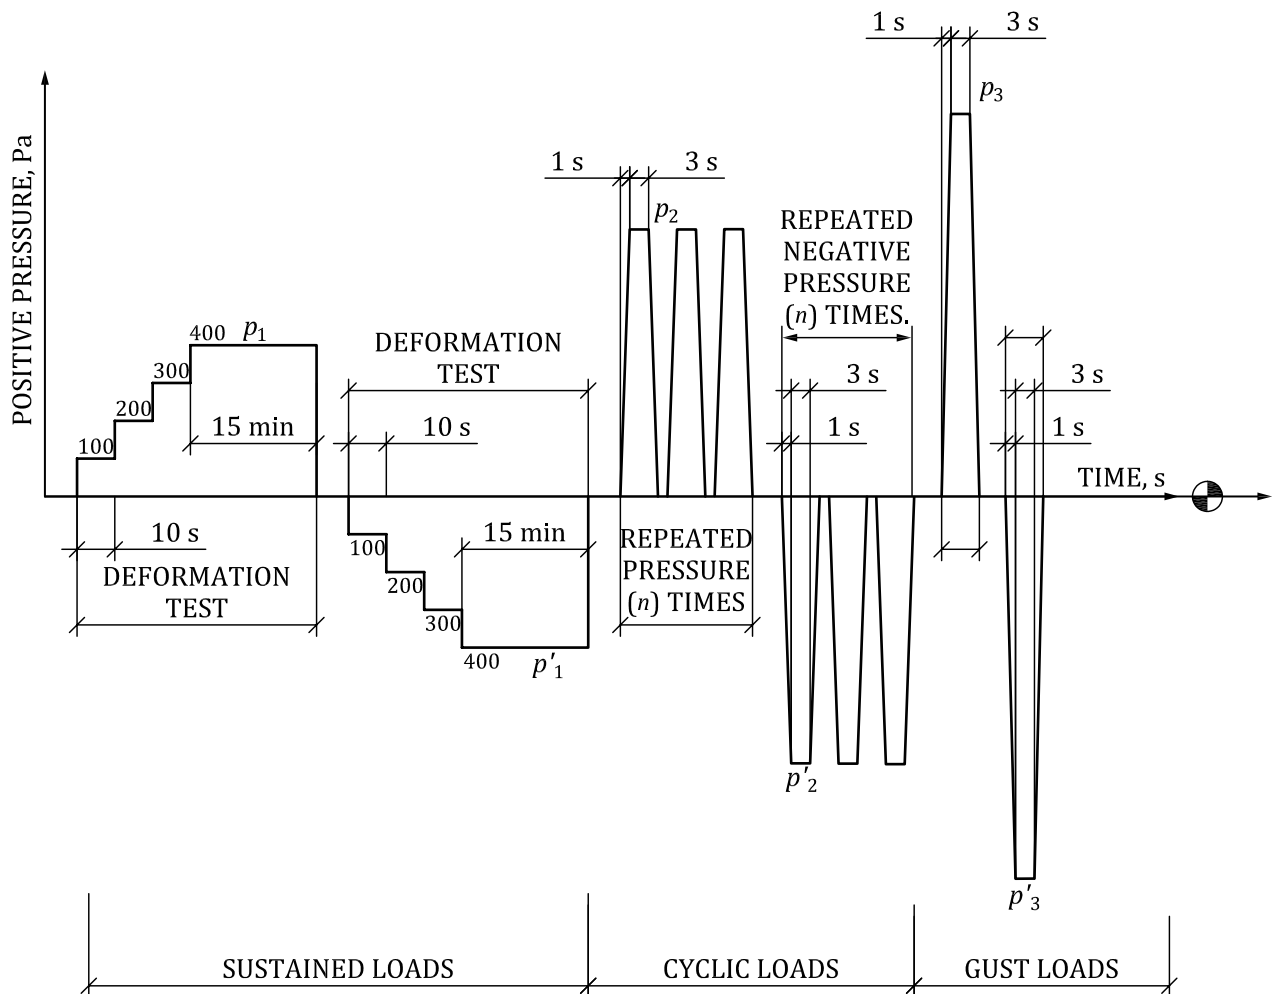 1 s
3 s
p3
POSITIVE PRESSURE, Pa
1 s
3 s
p2
REPEATED
NEGATIVE
PRESSURE
(n) TIMES.
400
p1
300
200
100
15 min
DEFORMATION
TEST
10 s
3 s
1 s
3 s
1 s
TIME, s
10 s
DEFORMATION
TEST
100
200
300
400
15 min
p′1
REPEATED
PRESSURE
(n) TIMES
p′2
p′3
SUSTAINED LOADS
CYCLIC LOADS
GUST LOADS